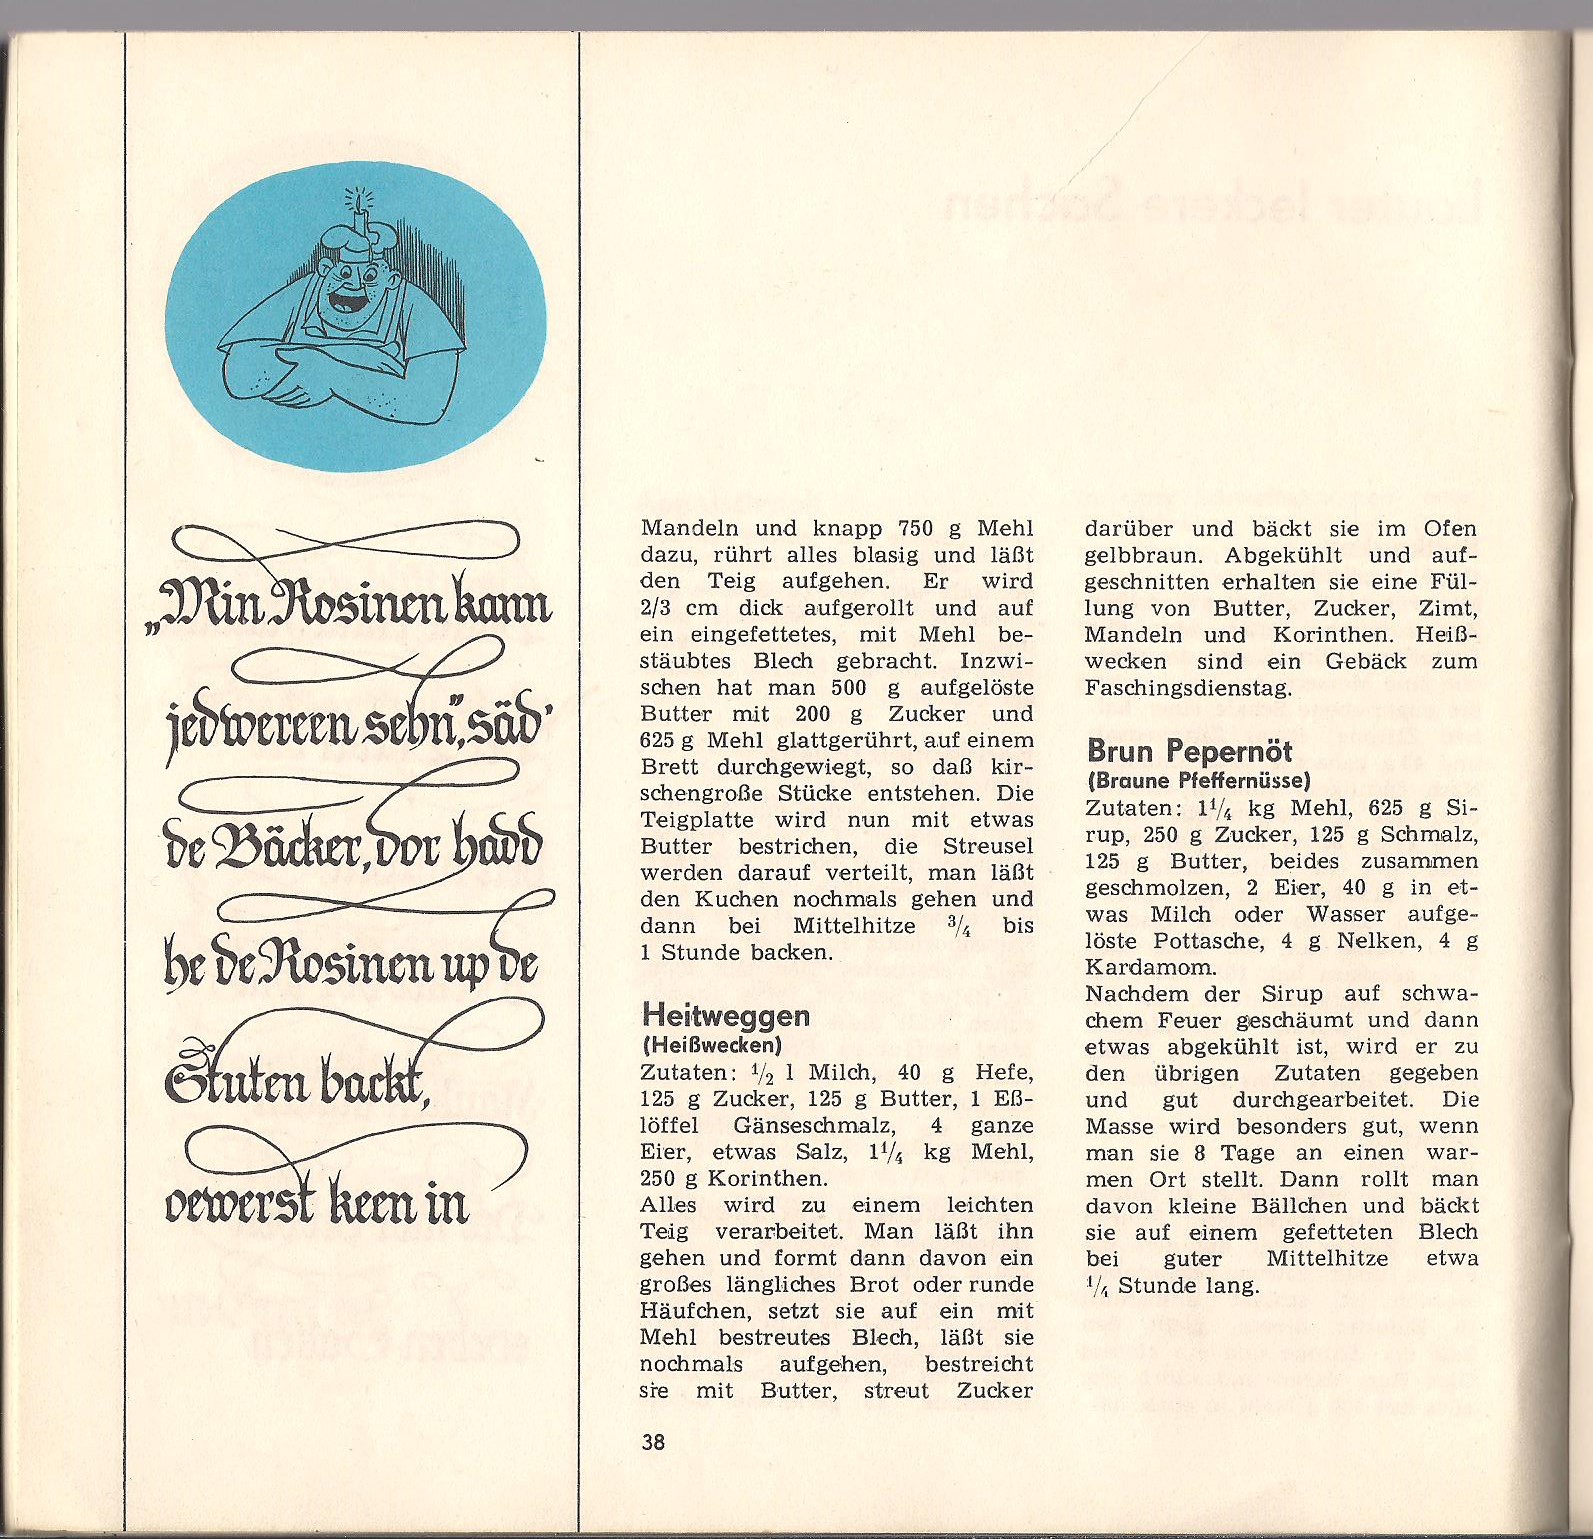 „Min Rosinen kann
jedwereen sehn”, säd'
de Bäcker, dor hadd
he de Rosinen up de
Stuten backt,
oewerst keen in
Mandeln und knapp 750 g Mehl
dazu, rührt alles blasig und läßt
den Teig aufgehen. Er wird
2/3 cm dick aufgerollt und auf
ein eingefettetes, mit Mehl be-
stäubtes Blech gebracht. Inzwi-
schen hat man 500 g aufgelöste
Butter mit 200 g Zucker und
625 g Mehl glattgerührt, auf einem
Brett durchgewiegt, so daß kir-
schengroße Stücke entstehen. Die
Teigplatte wird nun mit etwas
Butter bestrichen, die Streusel
werden darauf verteilt, man läßt
den Kuchen nochmals gehen und
dann bei Mittelhitze 3/4 bis
1 Stunde backen.
Heitweggen
(Heißwecken)
Zutaten: 1/2 l Milch, 40 g Hefe,
125 g Zucker, 125 g Butter, 1 Eß-
löffel Gänseschmalz, 4 ganze
Eier, etwas Salz, 1 1/4 kg Mehl,
250 g Korinthen.
Alles wird zu einem leichten
Teig verarbeitet. Man läßt ihn
gehen und formt dann davon ein
großes längliches Brot oder runde
Häufchen, setzt sie auf ein mit
Mehl bestreutes Blech, läßt sie
nochmals aufgehen, bestreicht
sie mit Butter, streut Zucker
darüber und bäckt sie im Ofen
gelbbraun. Abgekühlt und auf-
geschnitten erhalten sie eine Fül-
lung von Butter, Zucker, Zimt,
Mandeln und Korinthen. Heiß-
wecken sind ein Gebäck zum
Faschingsdienstag.
Brun Pepernöt
(Braune Pfeffernüsse)
Zutaten: 1 1/4 kg Mehl, 625 g Si-
rup, 250 g Zucker, 125 g Schmalz,
125 g Butter, beides zusammen
geschmolzen, 2 Eier, 40 g in et-
was Milch oder Wasser aufge-
löste Pottasche, 4 g Nelken, 4 g
Kardamom.
Nachdem der Sirup auf schwa-
chem Feuer geschäumt und dann
etwas abgekühlt ist, wird er zu
den übrigen Zutaten gegeben
und gut durchgearbeitet. Die
Masse wird besonders gut, wenn
man sie 8 Tage an einen war-
men Ort stellt. Dann rollt man
davon kleine Bällchen und bäckt
sie auf einem gefetteten Blech
bei guter Mittelhitze etwa
1/4 Stunde lang.
38